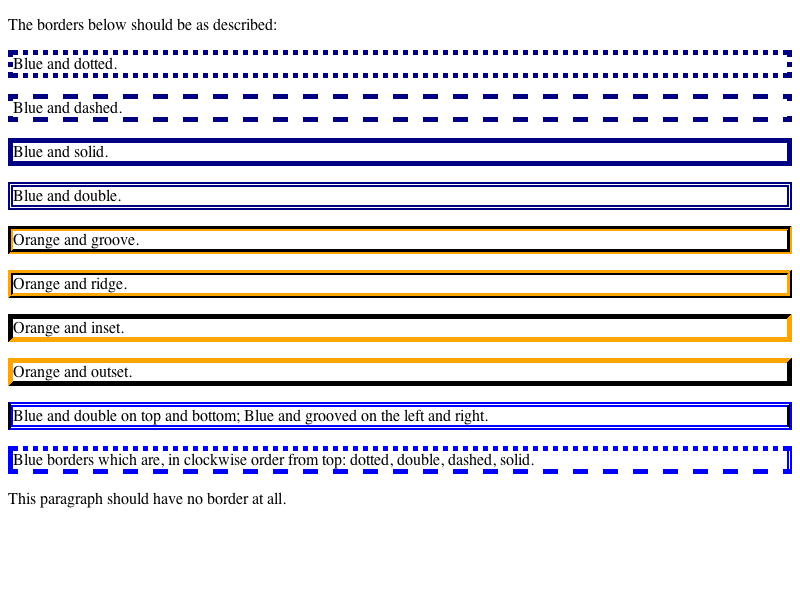 The borders below should be as described:
Blue and dotted.
Blue and dashed.
Blue and solid.
Blue and double.
Orange and groove.
Orange and ridge.
Orange and inset.
Orange and outset.
Blue and double on top and bottom; Blue and grooved on the left and right.
Blue borders which are, in clockwise order from top: dotted, double, dashed, solid.
This paragraph should have no border at all.